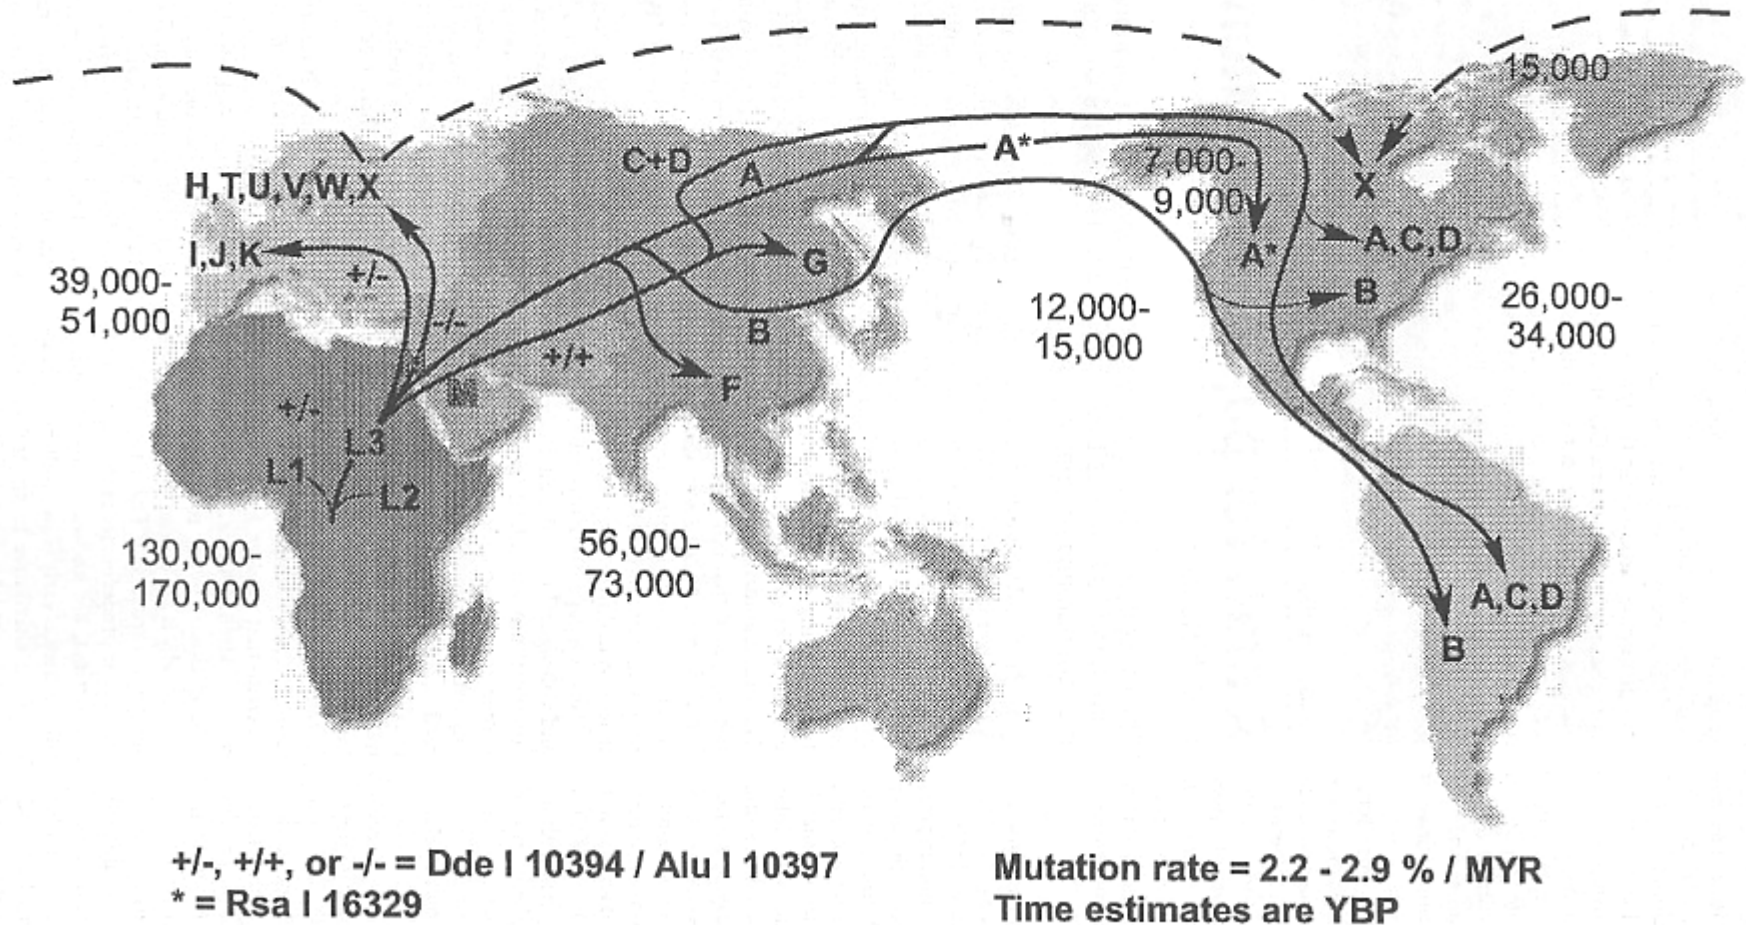 15,000
C+D
A
A*
7,000-
9,000
H,T,U,V,W,X
X
I,J,K
+/-
G
A*
A,C,D
39,000-
51,000
-/-
B
12,000-
15,000
B
26,000-
34,000
+/+
F
M
+/-
L3
L1
L2
130,000-
170,000
56,000-
73,000
A,C,D
B
+/-, +/+, or -/- = Dde I 10394 / Alu I 10397
* = Rsa I 16329
Mutation rate = 2.2 - 2.9 % / MYR
Time estimates are YBP